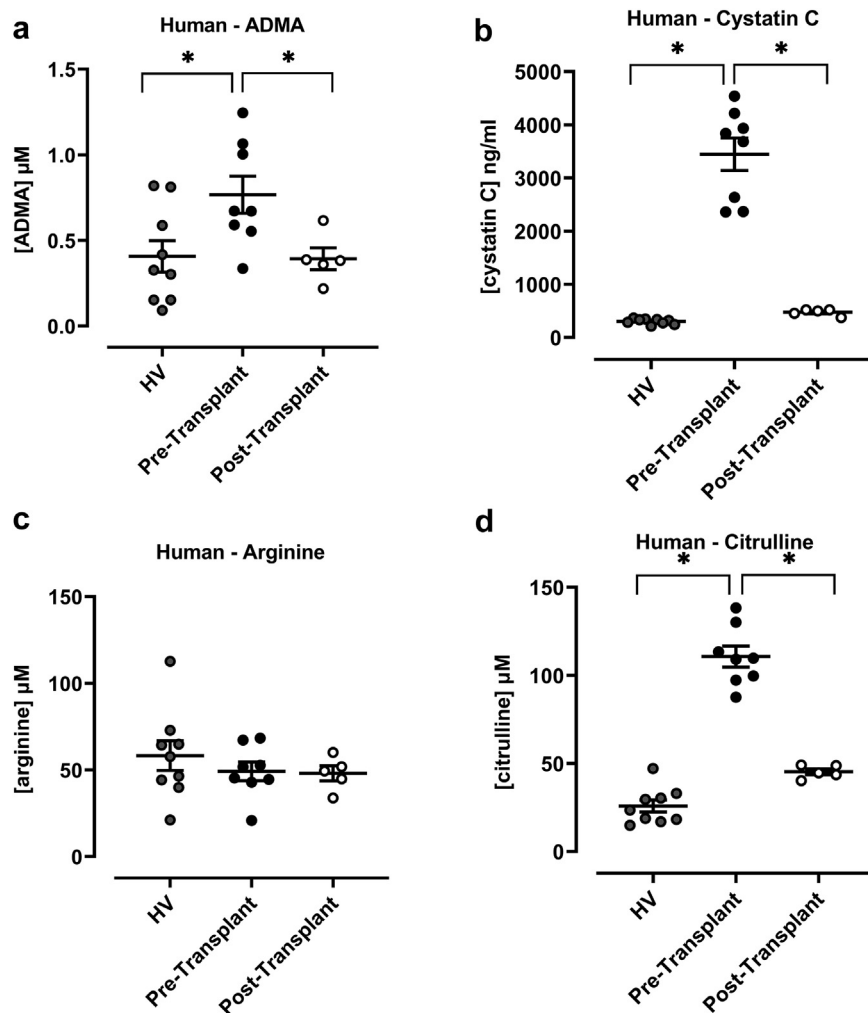 a
Human - ADMA
* *
[ADMA] µM
1.5
1.0
0.5
0.0
HV
Pre-Transplant
Post-Transplant
b
Human - Cystatin C
* *
[cystatin C] ng/ml
5000
4000
3000
2000
1000
0
HV
Pre-Transplant
Post-Transplant
c
Human - Arginine
[arginine] µM
150
100
50
0
HV
Pre-Transplant
Post-Transplant
d
Human - Citrulline
* *
[citrulline] µM
150
100
50
0
HV
Pre-Transplant
Post-Transplant